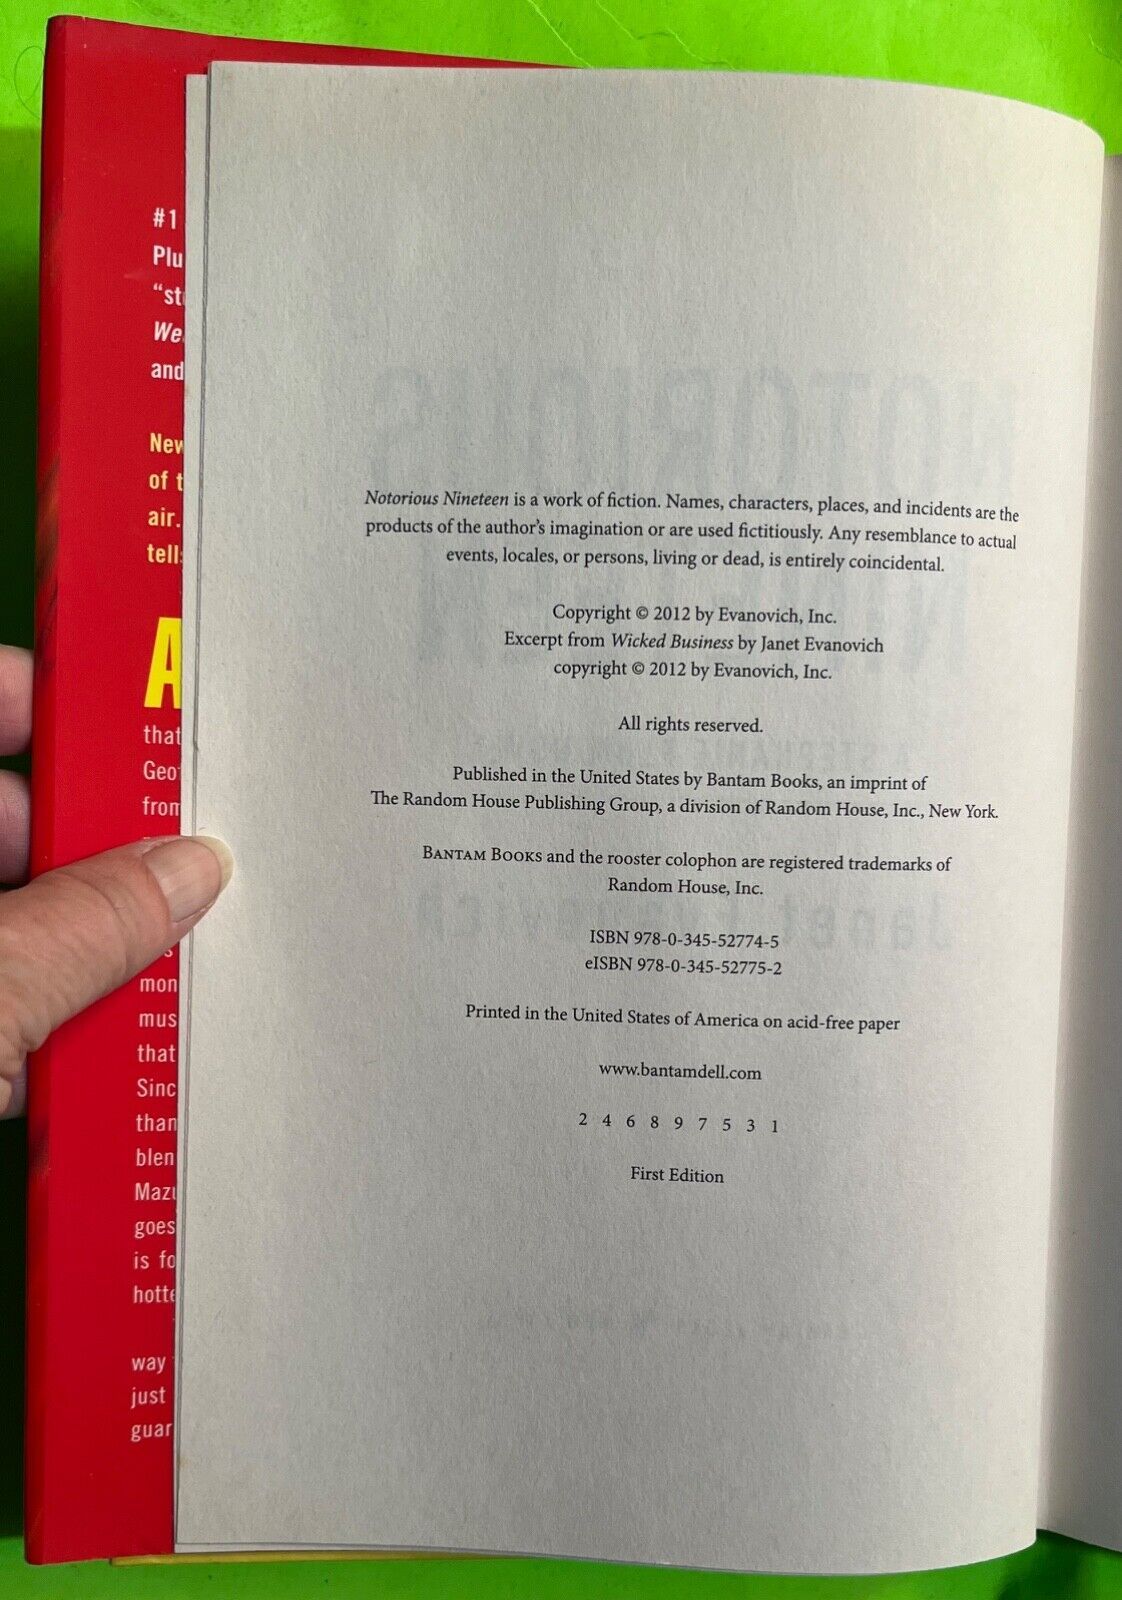 #1
Plu
“st
We
and
New
of t
air.
tells
A
that
Geo
from
mon
mus
that
Sinc
than
blen
Mazu
goes
is fo
hotte
way
just
guar
Notorious Nineteen is a work of fiction. Names, characters, places, and incidents are the
products of the author’s imagination or are used fictitiously. Any resemblance to actual
events, locales, or persons, living or dead, is entirely coincidental.
Copyright © 2012 by Evanovich, Inc.
Excerpt from Wicked Business by Janet Evanovich
copyright © 2012 by Evanovich, Inc.
All rights reserved.
Published in the United States by Bantam Books, an imprint of
The Random House Publishing Group, a division of Random House, Inc., New York.
BANTAM BOOKS and the rooster colophon are registered trademarks of
Random House, Inc.
ISBN 978-0-345-52774-5
eISBN 978-0-345-52775-2
Printed in the United States of America on acid-free paper
www.bantamdell.com
2 4 6 8 9 7 5 3 1
First Edition